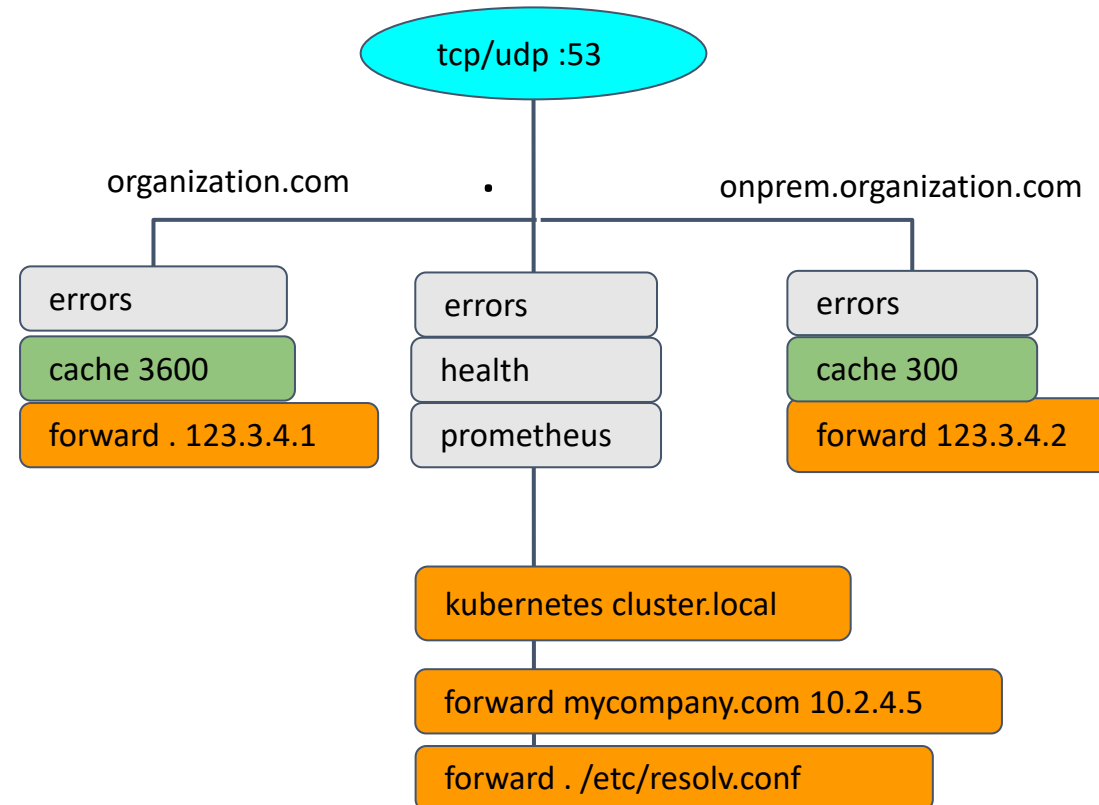 tcp/udp :53
organization.com
.
onprem.organization.com
errors
cache 3600
forward . 123.3.4.1
errors
health
prometheus
kubernetes cluster.local
forward mycompany.com 10.2.4.5
forward . /etc/resolv.conf
errors
cache 300
forward 123.3.4.2